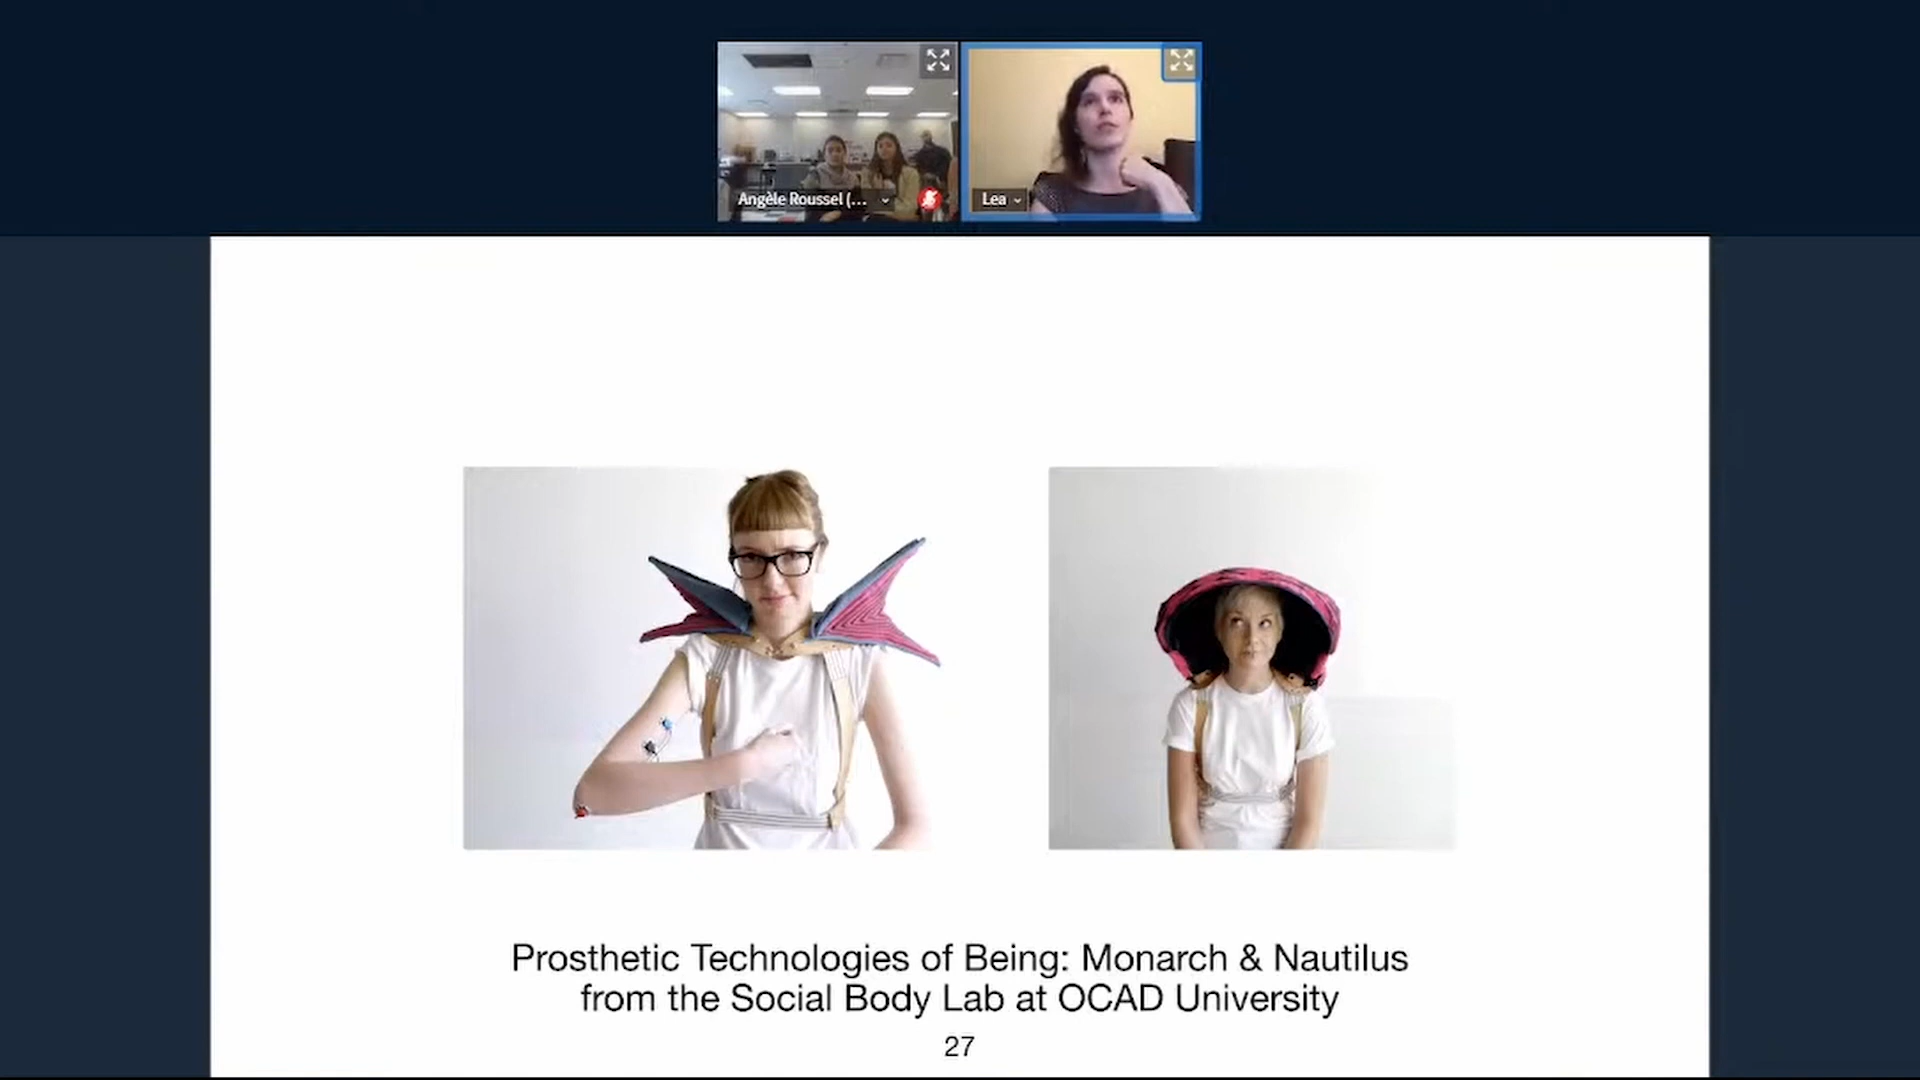 Angèle Roussel (...
Lea
Prosthetic Technologies of Being: Monarch & Nautilus
from the Social Body Lab at OCAD University
27